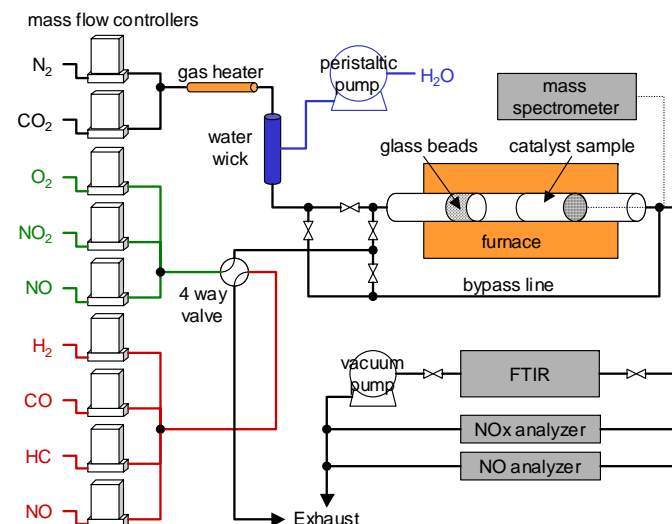 mass flow controllers
N2
CO2
O2
NO2
NO
H2
CO
HC
NO
gas heater
peristaltic
pump
H2O
water
wick
mass
spectrometer
glass beads
catalyst sample
furnace
bypass line
4 way
valve
vacuum
pump
FTIR
NOx analyzer
NO analyzer
Exhaust